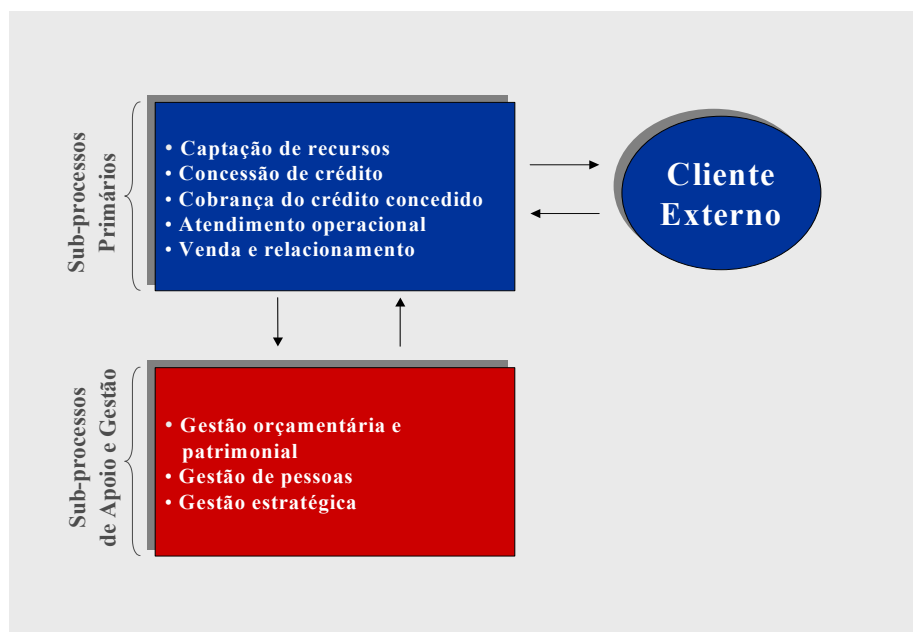 Sub-processos
Primários
• Captação de recursos
• Concessão de crédito
• Cobrança do crédito concedido
• Atendimento operacional
• Venda e relacionamento
Cliente
Externo
Sub-processos
de Apoio e Gestão
• Gestão orçamentária e
patrimonial
• Gestão de pessoas
• Gestão estratégica